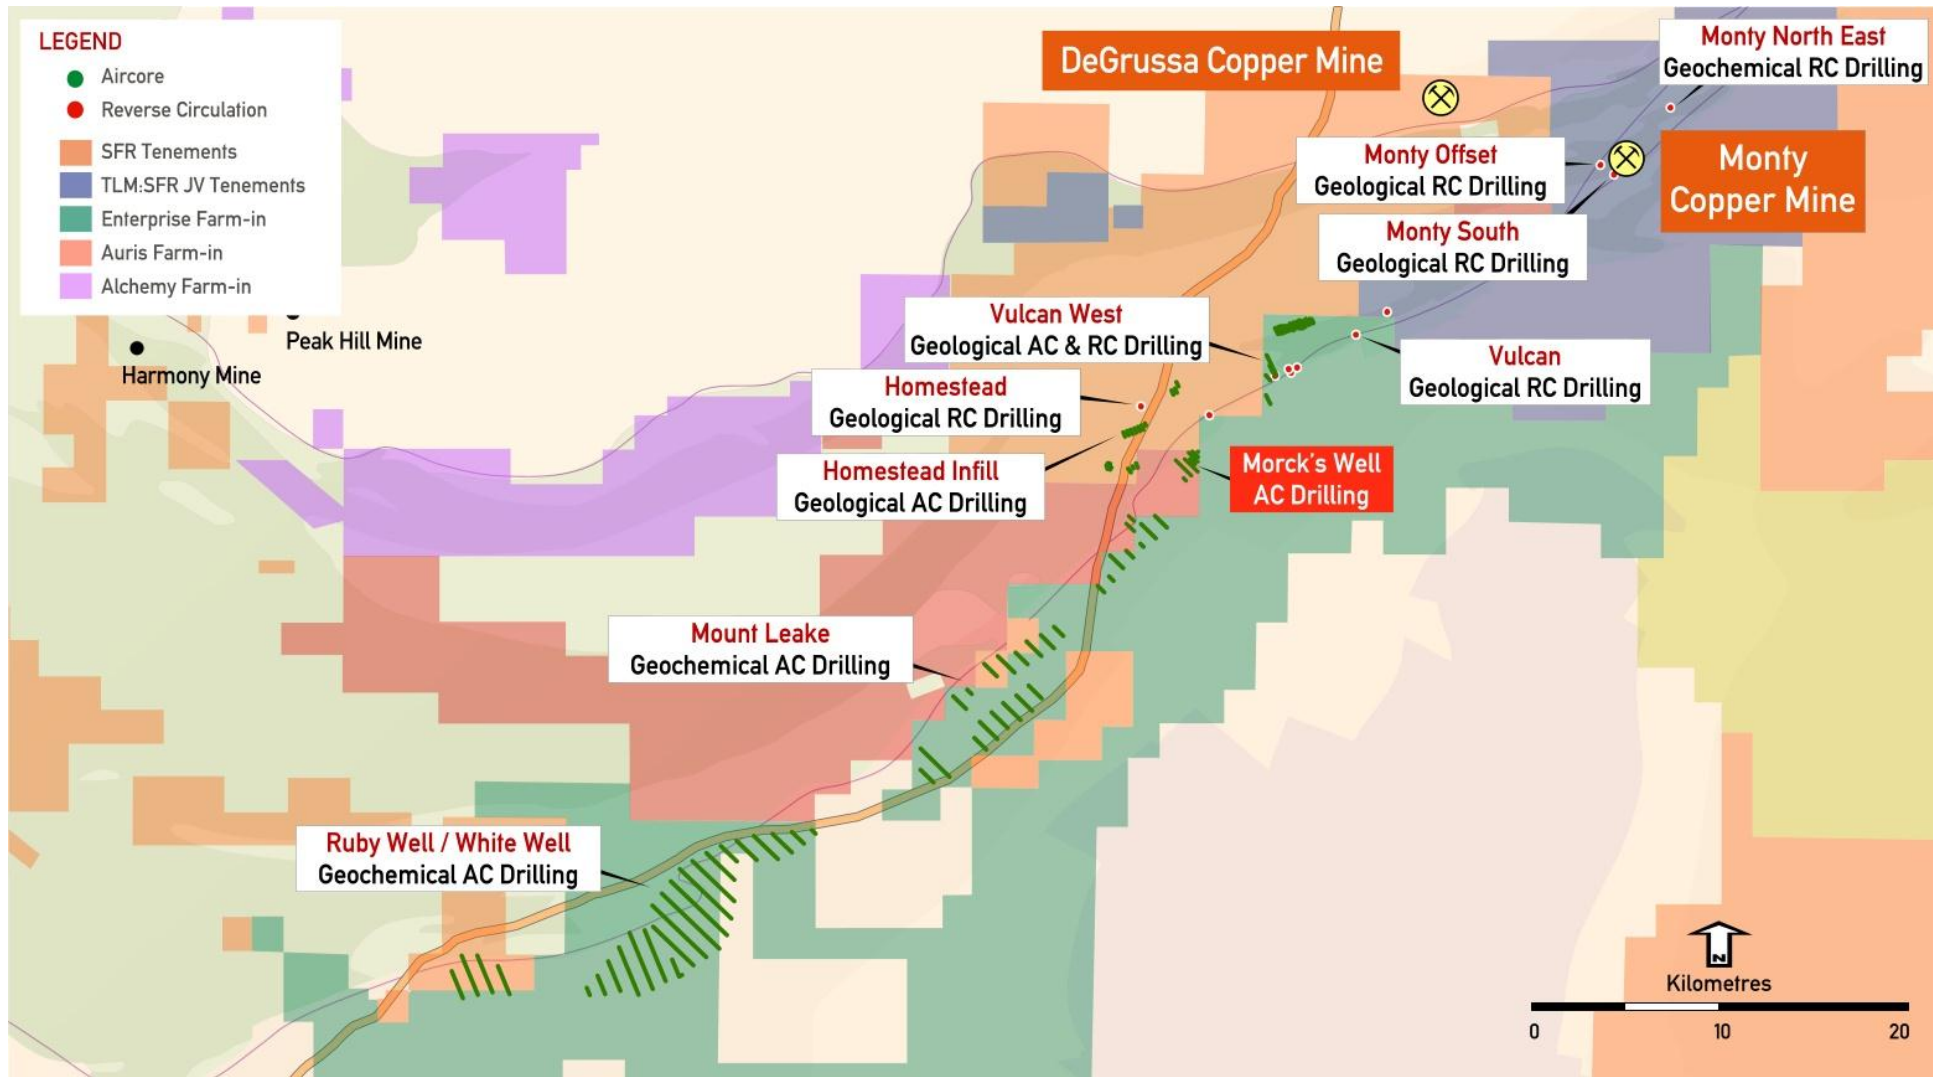 LEGEND
Aircore
Reverse Circulation
SFR Tenements
TLM:SFR JV Tenements
Enterprise Farm-in
Auris Farm-in
Alchemy Farm-in
Peak Hill Mine
Harmony Mine
DeGrussa Copper Mine
Monty North East
Geochemical RC Drilling
Monty Offset
Geological RC Drilling
Monty
Copper Mine
Monty South
Geological RC Drilling
Vulcan West
Geological AC & RC Drilling
Vulcan
Geological RC Drilling
Homestead
Geological RC Drilling
Homestead Infill
Geological AC Drilling
Morck's Well
AC Drilling
Mount Leake
Geochemical AC Drilling
Ruby Well / White Well
Geochemical AC Drilling
N
Kilometres
0 10 20